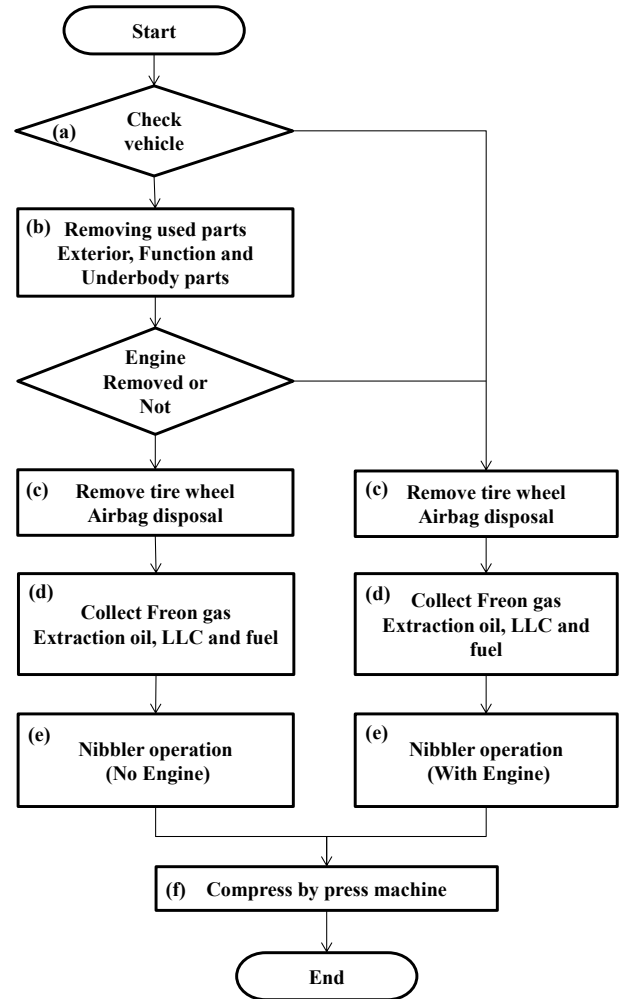 Start
(a) Check
vehicle
(b) Removing used parts
Exterior, Function and
Underbody parts
Engine
Removed or
Not
(c) Remove tire wheel
Airbag disposal
(c) Remove tire wheel
Airbag disposal
(d)
Collect Freon gas
Extraction oil, LLC and fuel
(d)
Collect Freon gas
Extraction oil, LLC and
fuel
(e)
Nibbler operation
(No Engine)
(e)
Nibbler operation
(With Engine)
(f) Compress by press machine
End